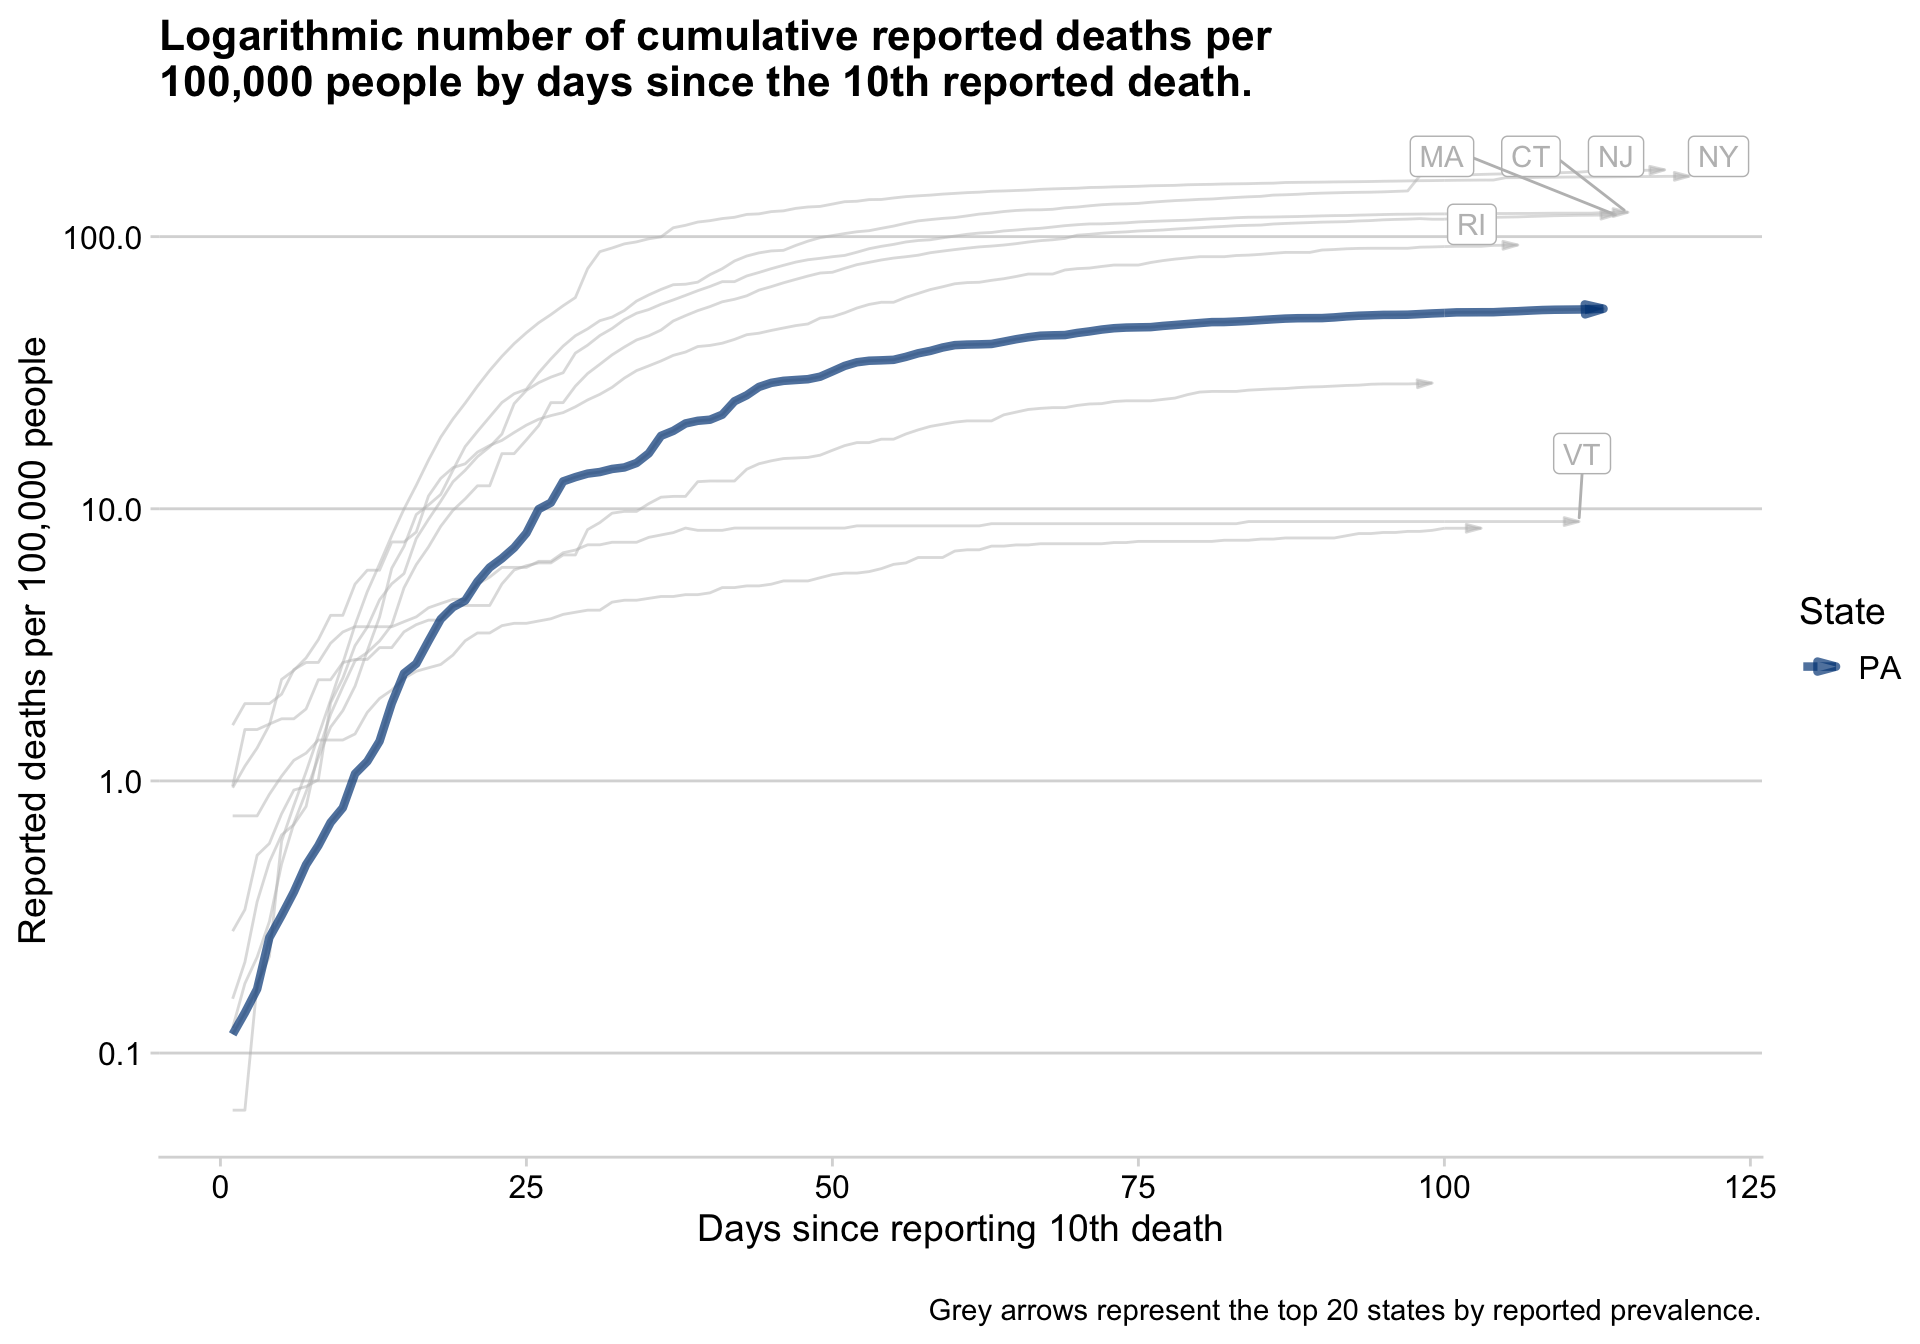 Logarithmic number of cumulative reported deaths per
100,000 people by days since the 10th reported death.
MA
CT
NJ
NY
RI
VT
100.0
10.0
1.0
0.1
Reported deaths per 100,000 people
0
25
50
75
100
125
Days since reporting 10th death
State
PA
Grey arrows represent the top 20 states by reported prevalence.